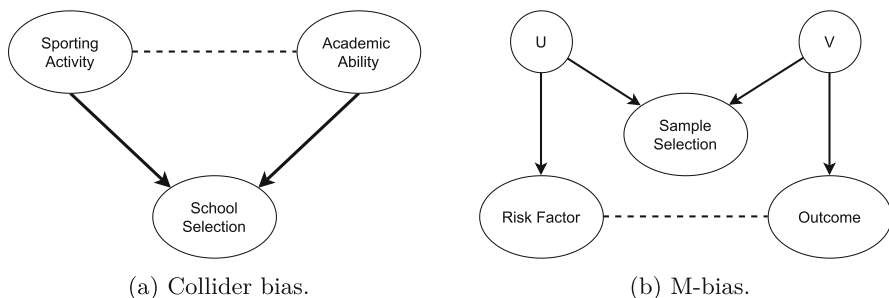 Sporting
Activity
Academic
Ability
School
Selection
(a) Collider bias.
U
V
Sample
Selection
Risk Factor
Outcome
(b) M-bias.